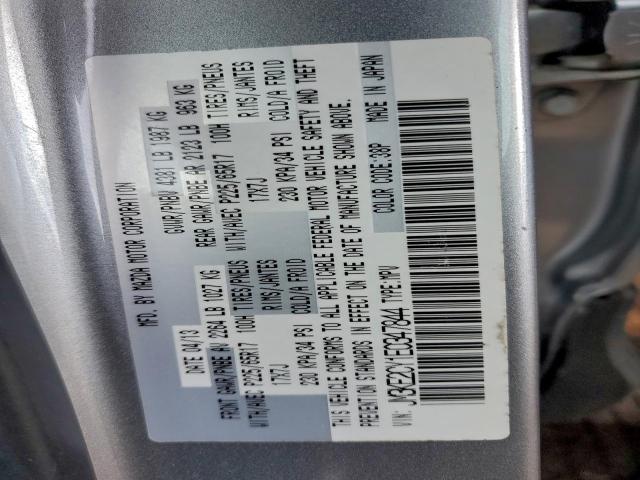 MFD. BY MAZDA MOTOR CORPORATION
DATE 04/13 GVWR/PNBV 4381 LB 1987 KG
FRONT GAWR/PNBE AV 2264 LB 1027 KG REAR GAWR/PNBE AR 2123 LB 963 KG
WITH/AVEC P225/65R17 100H TIRES/PNEUS WITH/AVEC P225/65R17 100H TIRES/PNEUS
17X7J RIMS/JANTES 17X7J RIMS/JANTES
230 KPA/34 PSI COLD/A FROID 230 KPA/34 PSI COLD/A FROID
THIS VEHICLE CONFORMS TO ALL APPLICABLE FEDERAL MOTOR VEHICLE SAFETY AND THEFT
PREVENTION STANDARDS IN EFFECT ON THE DATE OF MANUFACTURE SHOWN ABOVE.
COLOR CODE:38P MADE IN JAPAN
VIN: JM3KE2CY1E0347844 TYPE:MPV